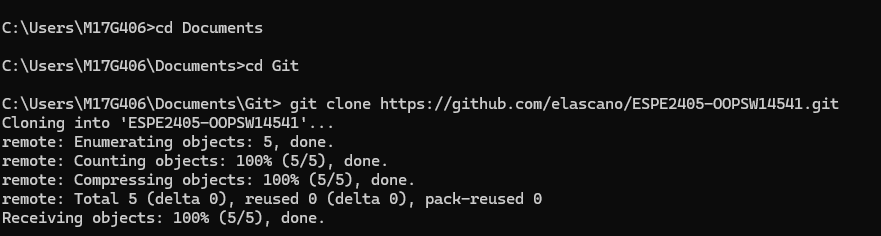 C:\Users\M17G406>cd Documents
C:\Users\M17G406\Documents>cd Git
C:\Users\M17G406\Documents\Git> git clone https://github.com/elascano/ESPE2405-OOPSW14541.git
Cloning into 'ESPE2405-OOPSW14541'...
remote: Enumerating objects: 5, done.
remote: Counting objects: 100% (5/5), done.
remote: Compressing objects: 100% (5/5), done.
remote: Total 5 (delta 0), reused 0 (delta 0), pack-reused 0
Receiving objects: 100% (5/5), done.